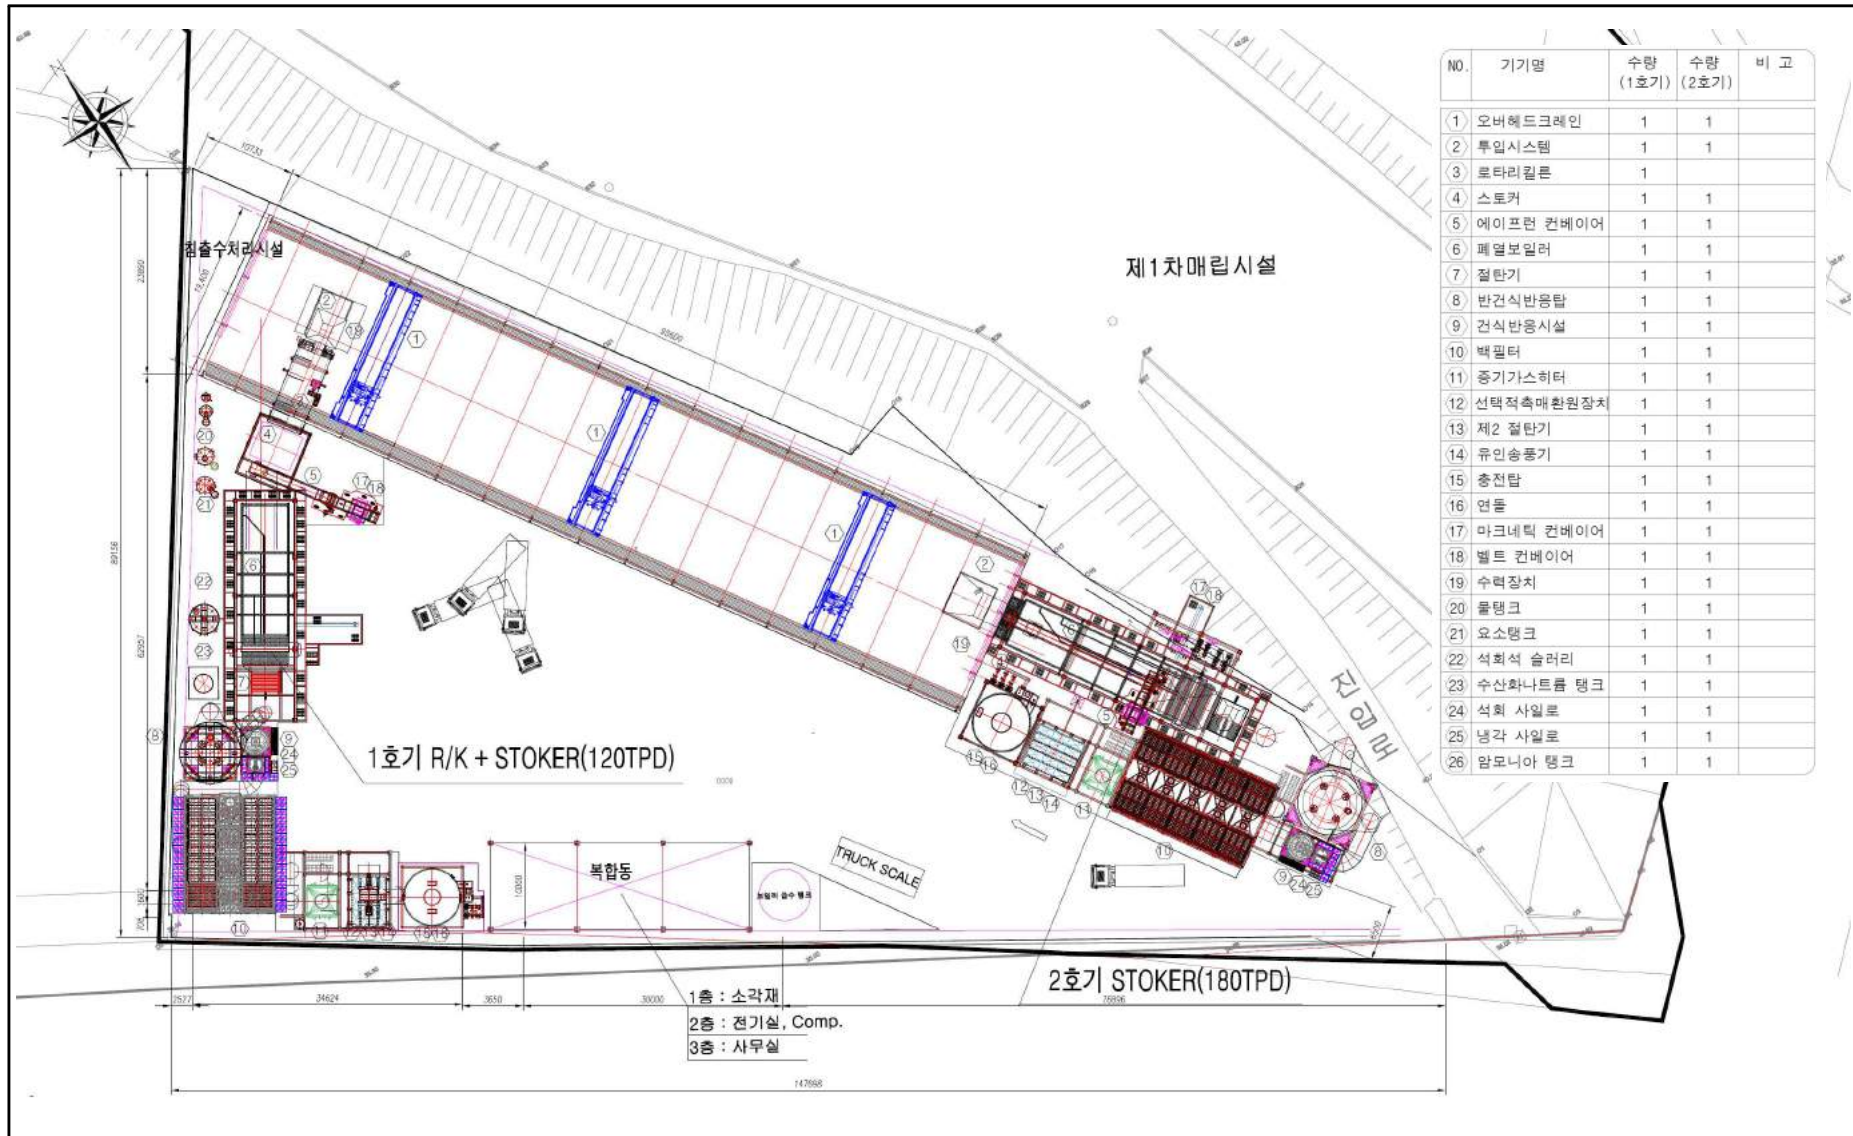 NO. 기기명 수량 (1호기) 수량 (2호기) 비 고
1 오버헤드크레인 1 1
2 투입시스템 1 1
3 로타리킬른 1
4 스토커 1 1
5 에이프런 컨베이어 1 1
6 폐열보일러 1 1
7 절탄기 1 1
8 반건식반응탑 1 1
9 건식반응시설 1 1
10 백필터 1 1
11 증기가스히터 1 1
12 선택적촉매환원장치 1 1
13 제2 절탄기 1 1
14 유인송풍기 1 1
15 충전탑 1 1
16 연돌 1 1
17 마크네틱 컨베이어 1 1
18 벨트 컨베이어 1 1
19 수력장치 1 1
20 물탱크 1 1
21 요소탱크 1 1
22 석회석 슬러리 1 1
23 수산화나트륨 탱크 1 1
24 석회 사일로 1 1
25 냉각 사일로 1 1
26 암모니아 탱크 1 1
침출수처리시설
제1차매립시설
진입로
1호기 R/K + STOKER(120TPD)
복합동
TRUCK SCALE
2호기 STOKER(180TPD)
1층 : 소각재
2층 : 전기실, Comp.
3층 : 사무실
10733
23890
89156
62957
10300
2527
34624
3650
30000
147698